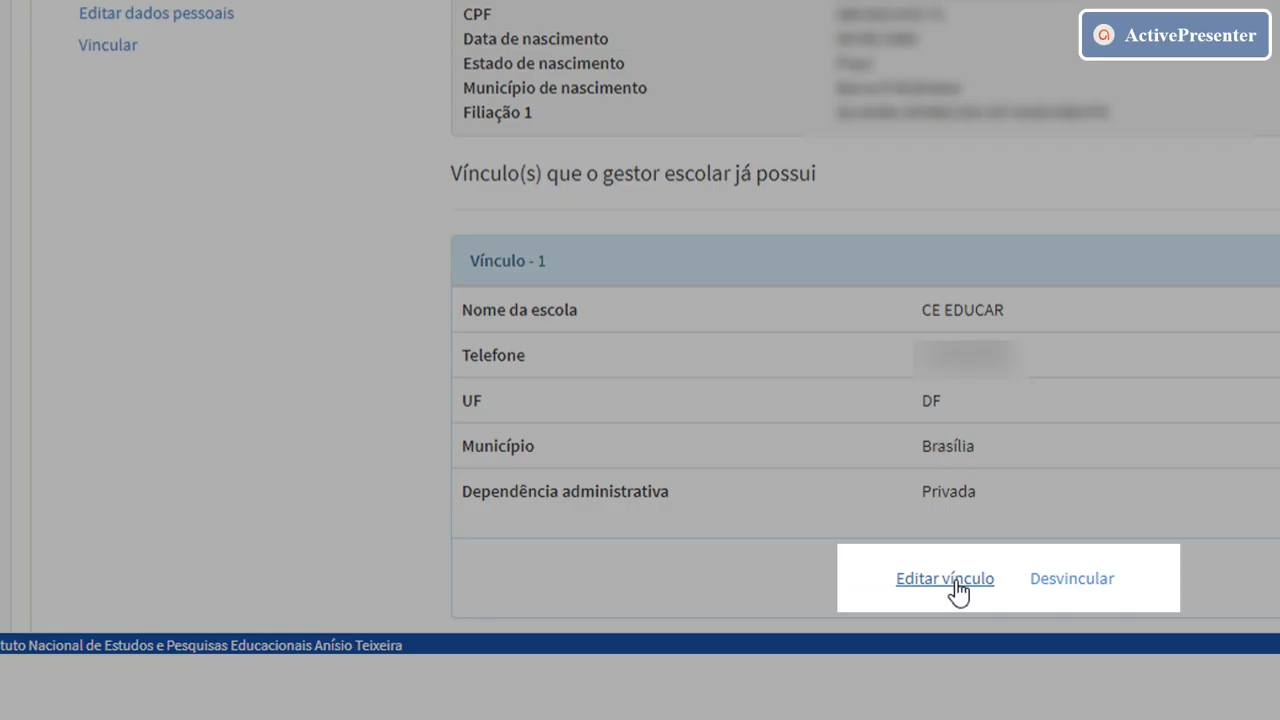 Editar dados pessoais
Vincular
ActivePresenter
CPF
Data de nascimento
Estado de nascimento
Município de nascimento
Filiação 1
Vínculo(s) que o gestor escolar já possui
Vínculo - 1
Nome da escola CE EDUCAR
Telefone
UF DF
Município Brasília
Dependência administrativa Privada
Editar vínculo Desvincular
tuto Nacional de Estudos e Pesquisas Educacionais Anísio Teixeira